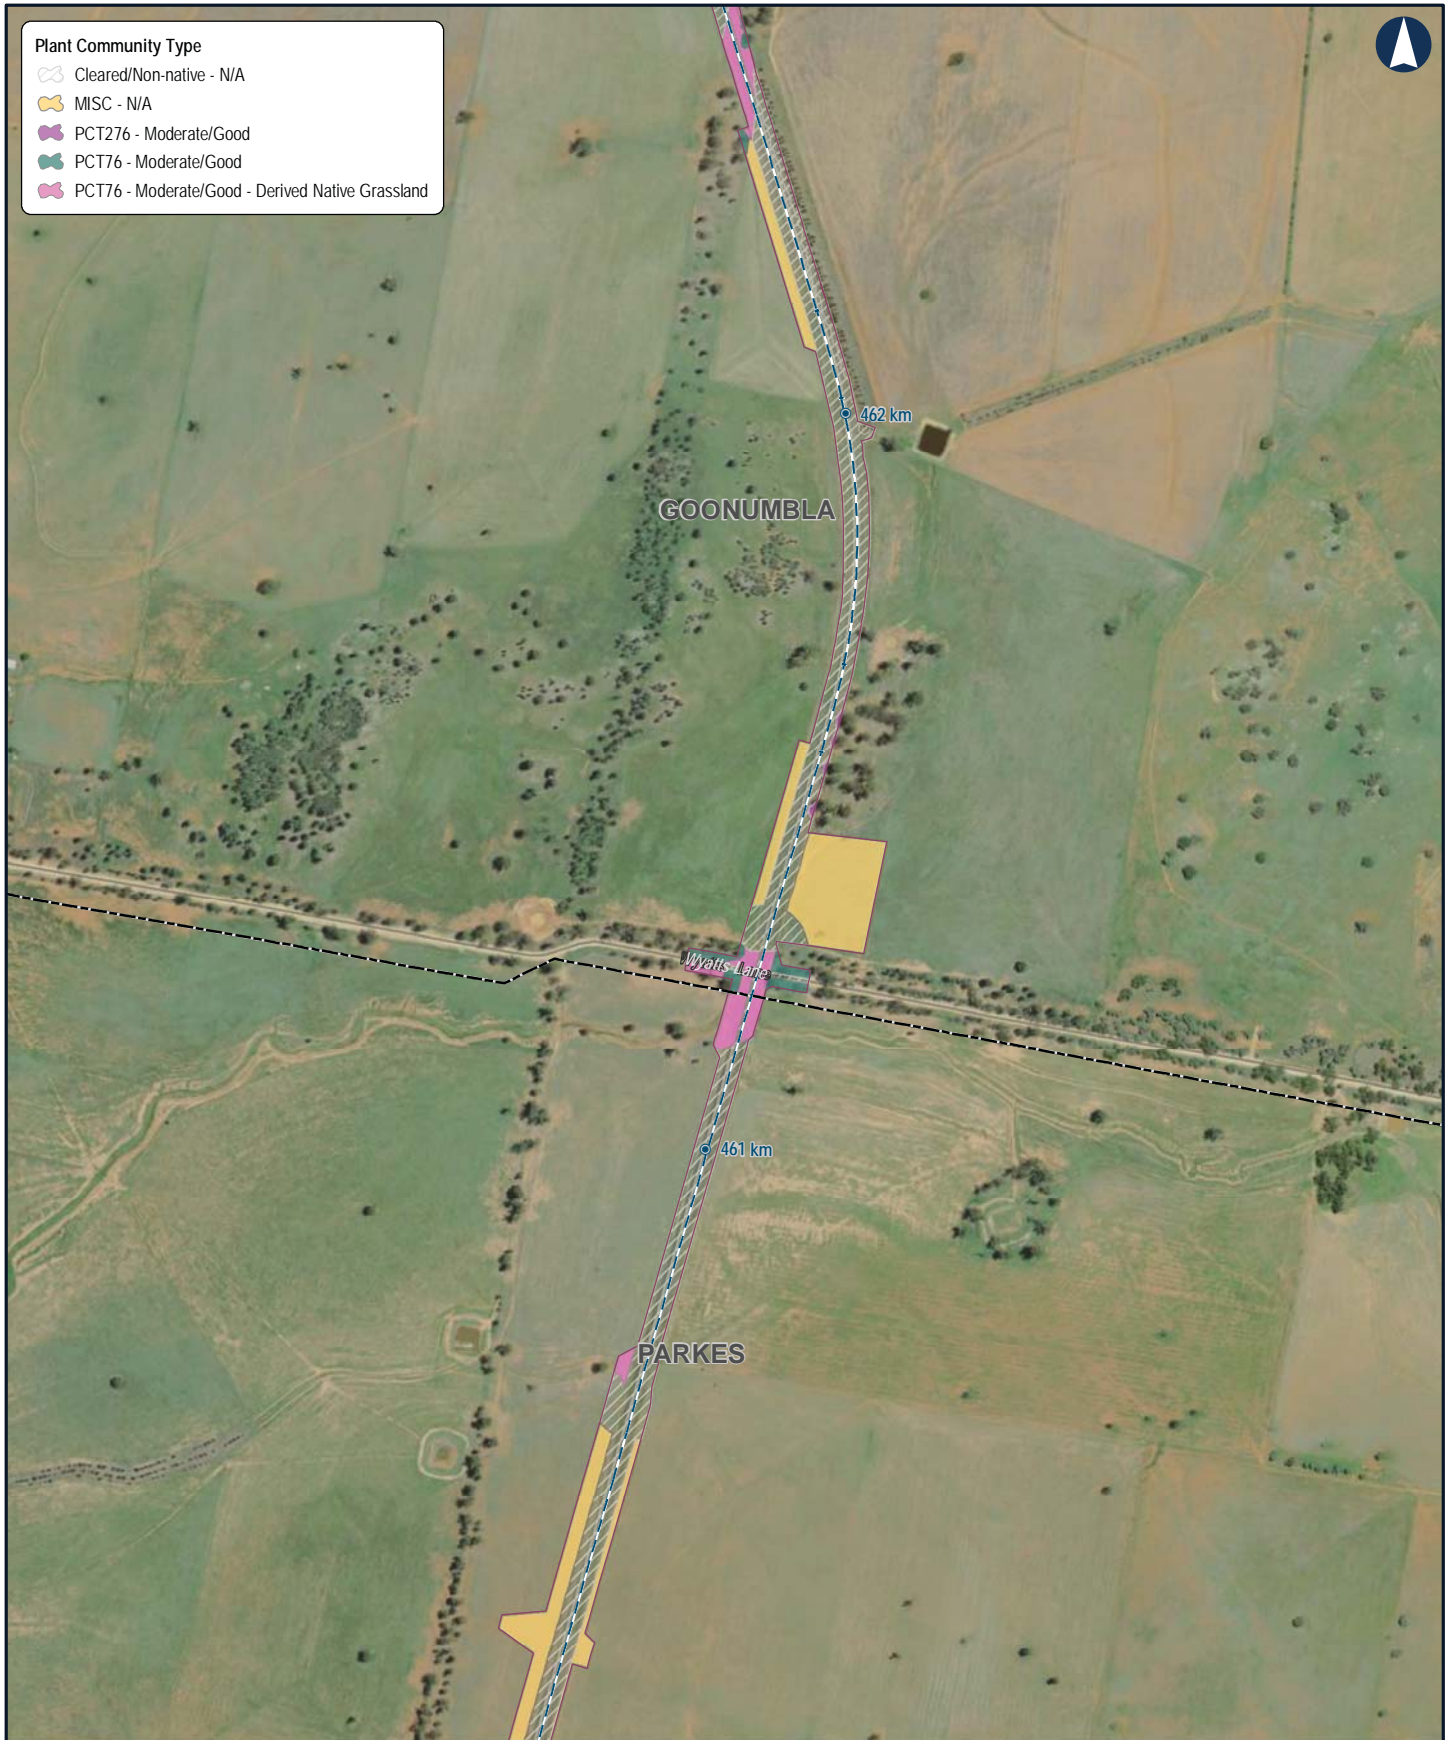 Plant Community Type
Cleared/Non-native - N/A
MISC - N/A
PCT276 - Moderate/Good
PCT76 - Moderate/Good
PCT76 - Moderate/Good - Derived Native Grassland
462 km
GOONUMBLA
Wyatts Lane
461 km
PARKES